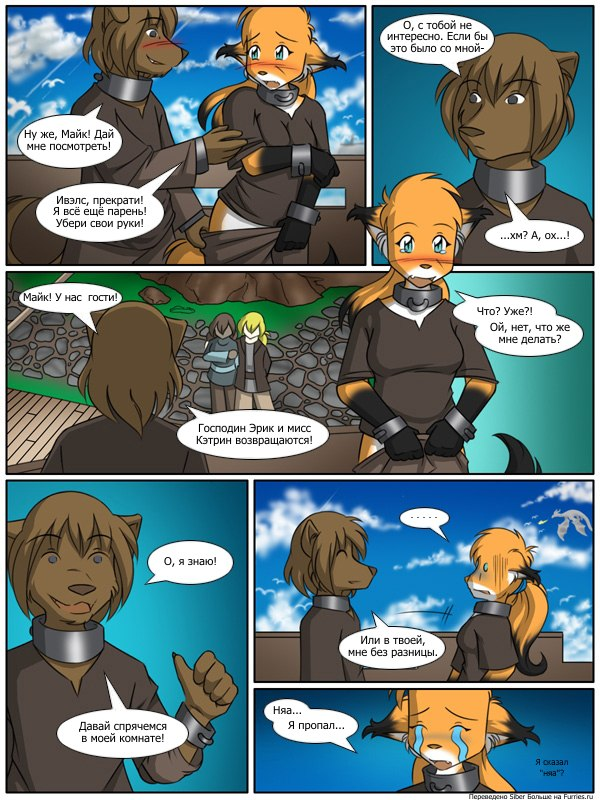 Ну же, Майк! Дай
мне посмотреть!
Ивэлс, прекрати!
Я всё ещё парень!
Убери свои руки!
О, с тобой не
интересно. Если бы
это было со мной-
...хм? А, ох...!
Майк! У нас гости!
Что? Уже?!
Ой, нет, что же
мне делать?
Господин Эрик и мисс
Кэтрин возвращаются!
О, я знаю!
Давай спрячемся
в моей комнате!
.....
Или в твоей,
мне без разницы.
Няа...
Я пропал...
Я сказал
"няа"?
Переведено Siber Больше на Furries.ru